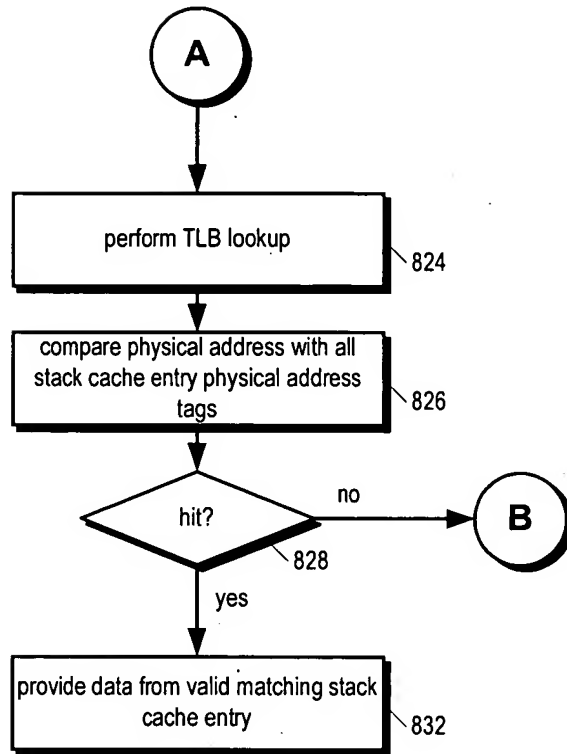 A
perform TLB lookup
824
compare physical address with all
stack cache entry physical address
tags
826
hit?
828
no
B
yes
provide data from valid matching stack
cache entry
832